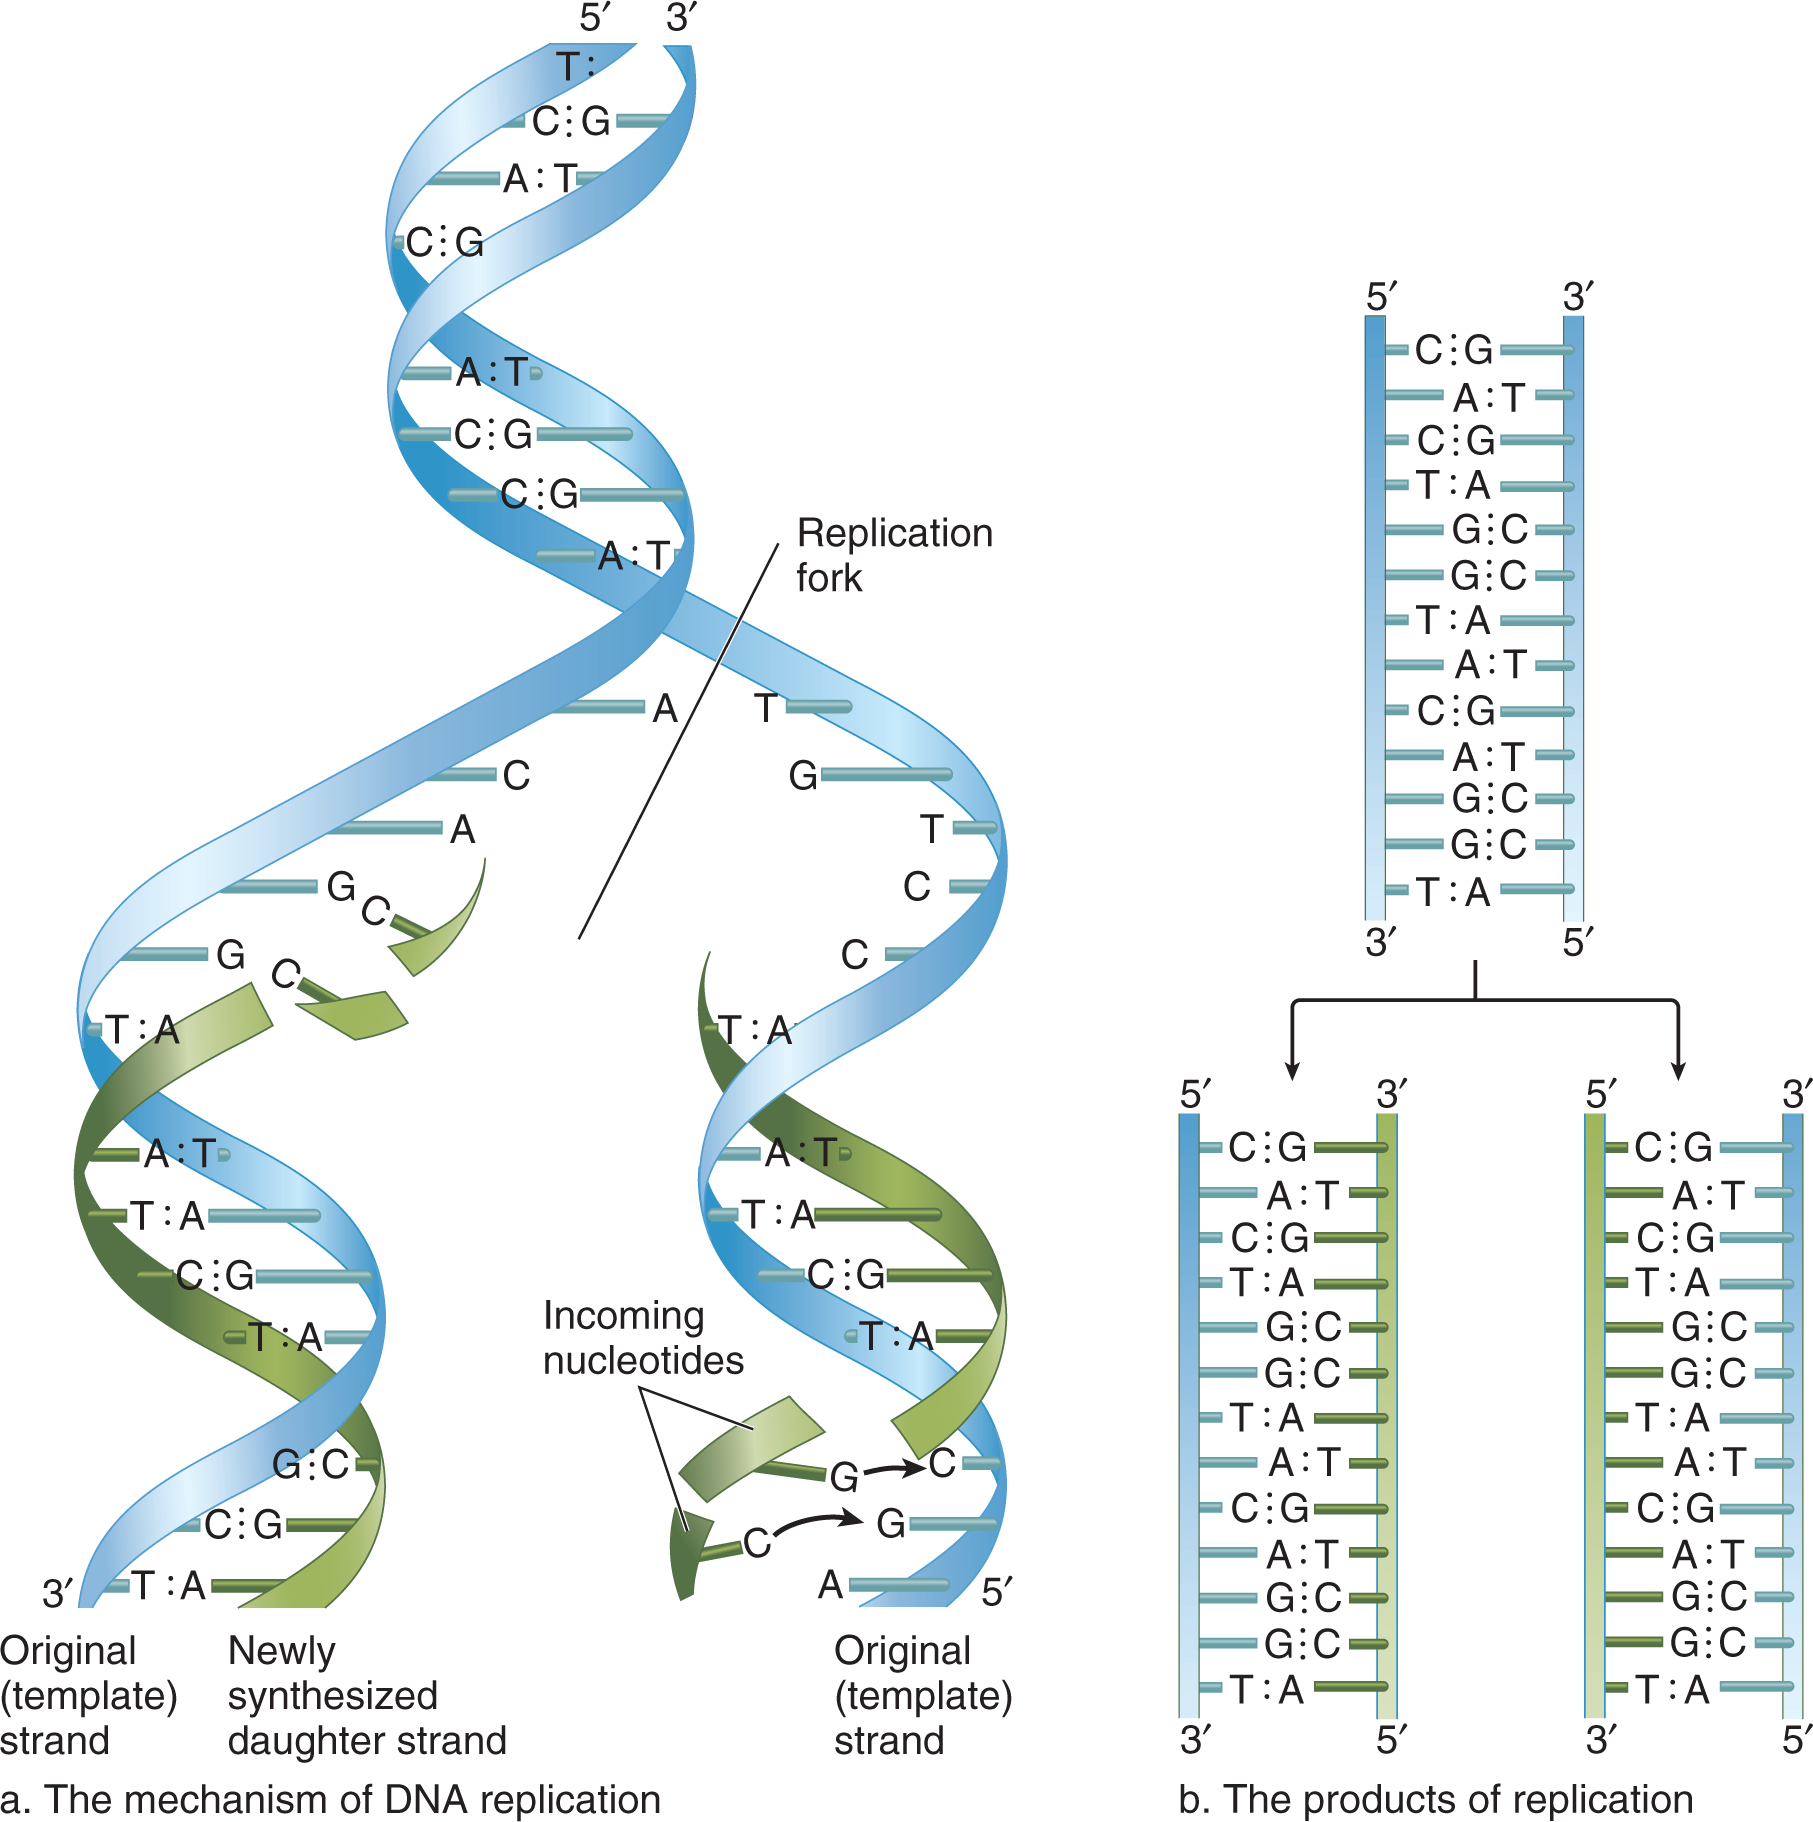 5′ 3′
T:
C⋮G
A:T
C⋮G
A:T
C⋮G
C⋮G
A:T
Replication
fork
A T
C G
A T
G C
C
G C
C
T:A T:A
A:T A:T
T:A T:A
C⋮G C⋮G
T:A T:A
Incoming
nucleotides
G⋮C G C
C⋮G C G
3′ T:A A 5′
Original
(template)
strand
Newly
synthesized
daughter strand
Original
(template)
strand
a. The mechanism of DNA replication
5′ 3′
C⋮G
A:T
C⋮G
T:A
G⋮C
G⋮C
T:A
A:T
C⋮G
A:T
G⋮C
G⋮C
T:A
3′ 5′
5′ 3′ 5′ 3′
C⋮G C⋮G
A:T A:T
C⋮G C⋮G
T:A T:A
G⋮C G⋮C
G⋮C G⋮C
T:A T:A
A:T A:T
C⋮G C⋮G
A:T A:T
G⋮C G⋮C
G⋮C G⋮C
T:A T:A
3′ 5′ 3′ 5′
b. The products of replication